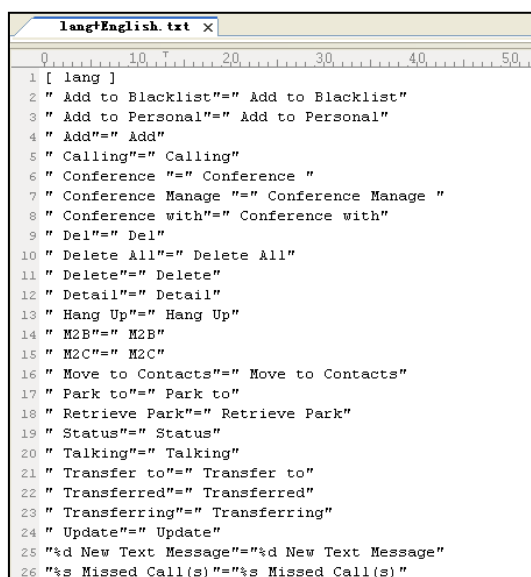 lang+English.txt ×
0 10 20 30 40 50
1 [ lang ]
2 " Add to Blacklist"=" Add to Blacklist"
3 " Add to Personal"=" Add to Personal"
4 " Add"=" Add"
5 " Calling"=" Calling"
6 " Conference "=" Conference "
7 " Conference Manage "=" Conference Manage "
8 " Conference with"=" Conference with"
9 " Del"=" Del"
10 " Delete All"=" Delete All"
11 " Delete"=" Delete"
12 " Detail"=" Detail"
13 " Hang Up"=" Hang Up"
14 " M2B"=" M2B"
15 " M2C"=" M2C"
16 " Move to Contacts"=" Move to Contacts"
17 " Park to"=" Park to"
18 " Retrieve Park"=" Retrieve Park"
19 " Status"=" Status"
20 " Talking"=" Talking"
21 " Transfer to"=" Transfer to"
22 " Transferred"=" Transferred"
23 " Transferring"=" Transferring"
24 " Update"=" Update"
25 "%d New Text Message"="%d New Text Message"
26 "%s Missed Call(s)"="%s Missed Call(s)"